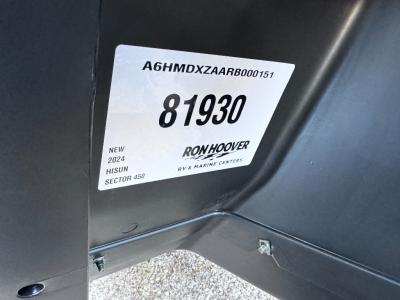 A6HMDXZAARB000151
81930
NEW
2024
HISUN
SECTOR 450
RON HOOVER
RV & MARINE CENTERS